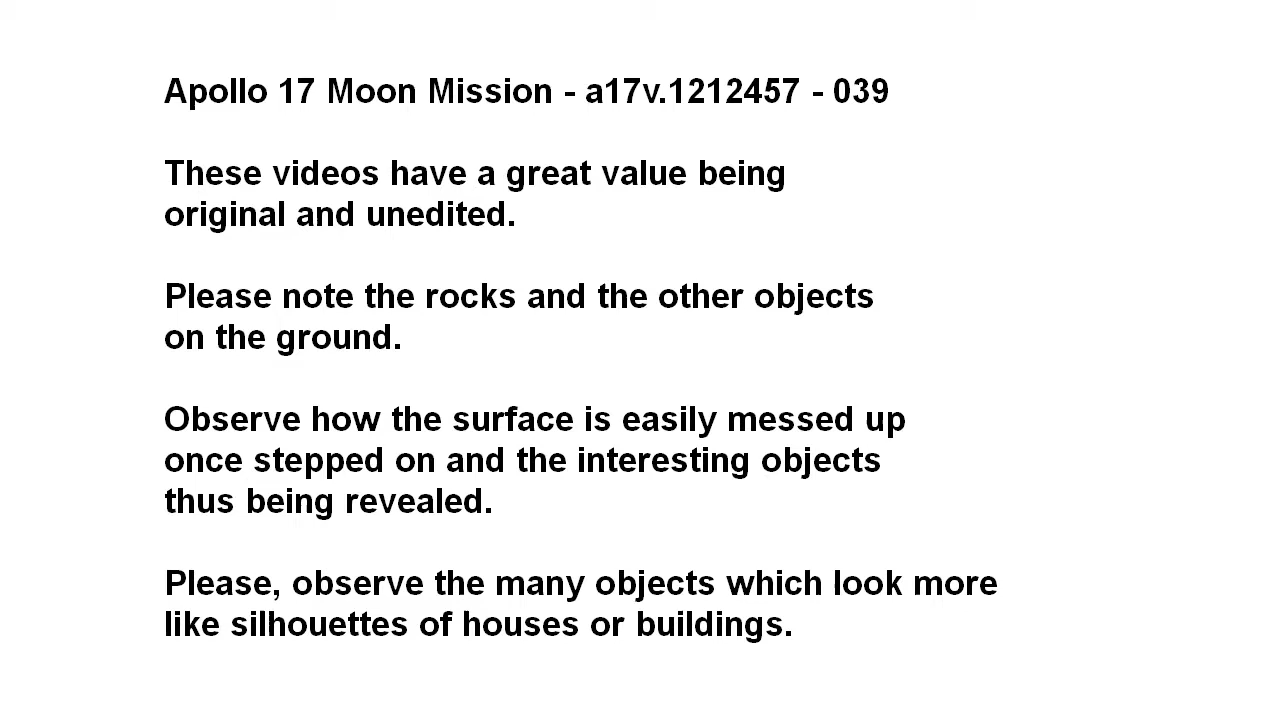 Apollo 17 Moon Mission - a17v.1212457 - 039
These videos have a great value being
original and unedited.
Please note the rocks and the other objects
on the ground.
Observe how the surface is easily messed up
once stepped on and the interesting objects
thus being revealed.
Please, observe the many objects which look more
like silhouettes of houses or buildings.